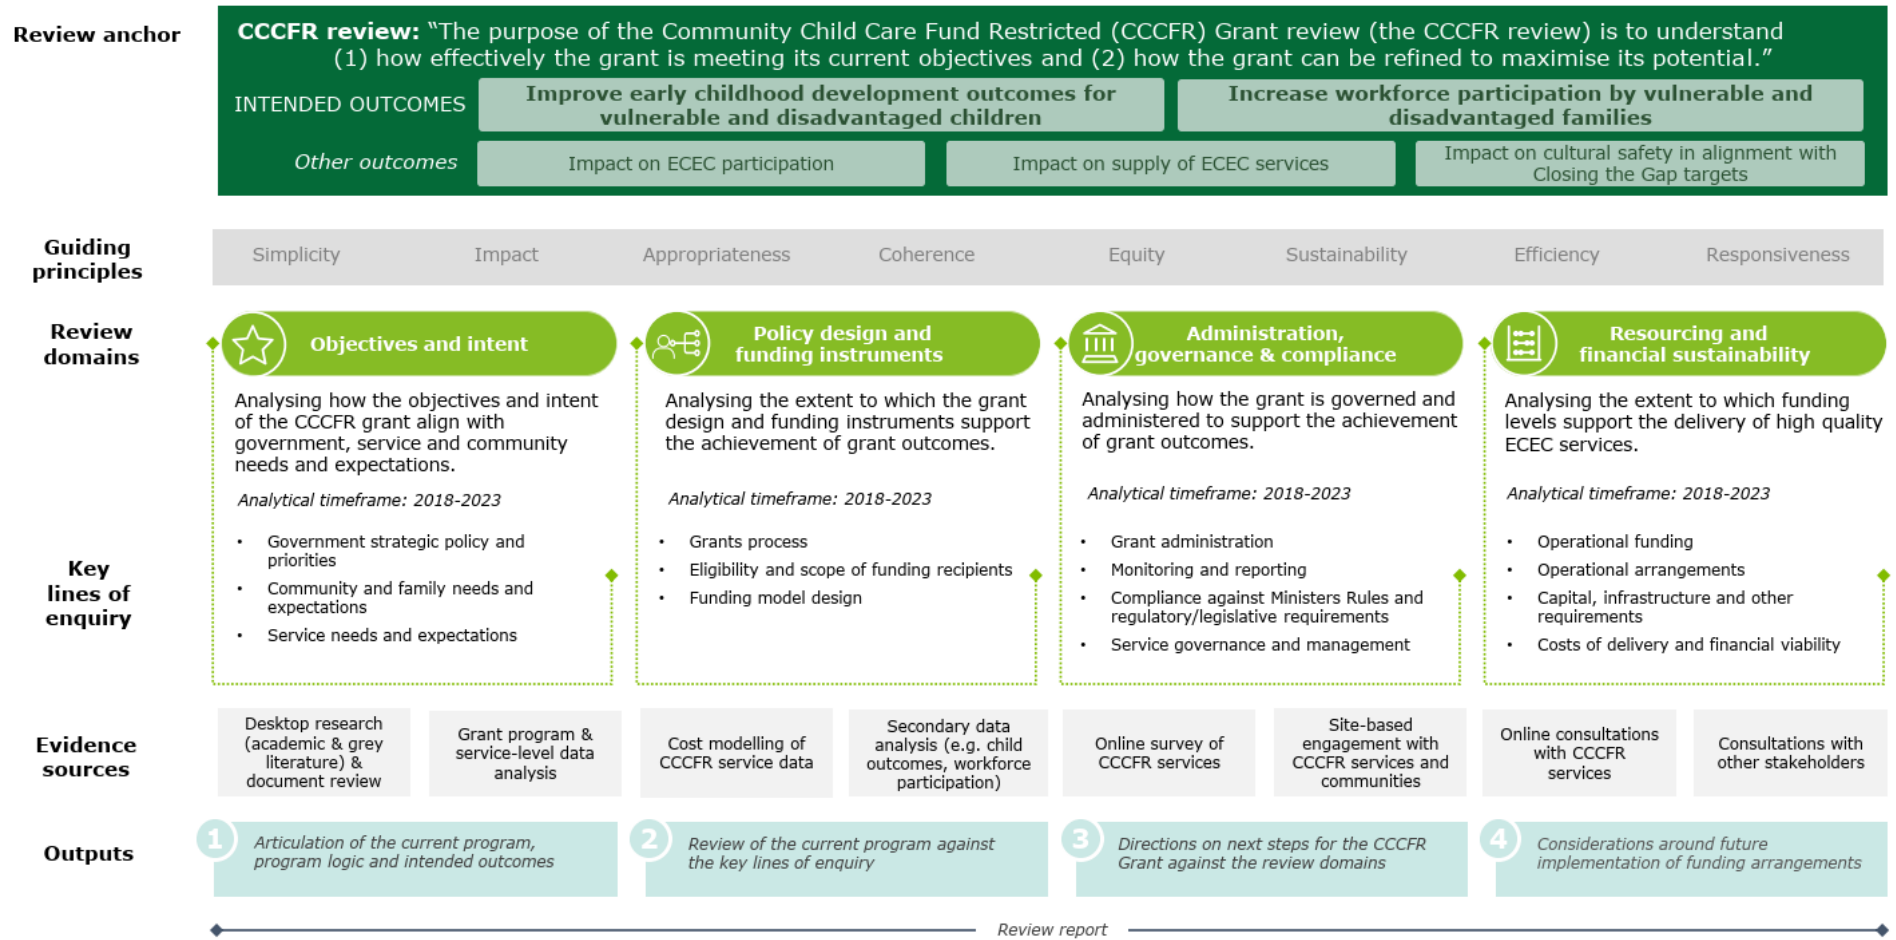 Review anchor
CCCFR review: “The purpose of the Community Child Care Fund Restricted (CCCFR) Grant review (the CCCFR review) is to understand
(1) how effectively the grant is meeting its current objectives and (2) how the grant can be refined to maximise its potential.”
INTENDED OUTCOMES
Improve early childhood development outcomes for
vulnerable and disadvantaged children
Increase workforce participation by vulnerable and
disadvantaged families
Other outcomes
Impact on ECEC participation
Impact on supply of ECEC services
Impact on cultural safety in alignment with
Closing the Gap targets
Guiding
principles
Simplicity
Impact
Appropriateness
Coherence
Equity
Sustainability
Efficiency
Responsiveness
Review
domains
Objectives and intent
Policy design and
funding instruments
Administration,
governance & compliance
Resourcing and
financial sustainability
Analysing how the objectives and intent
of the CCCFR grant align with
government, service and community
needs and expectations.
Analysing the extent to which the grant
design and funding instruments support
the achievement of grant outcomes.
Analysing how the grant is governed and
administered to support the achievement
of grant outcomes.
Analysing the extent to which funding
levels support the delivery of high quality
ECEC services.
Analytical timeframe: 2018-2023
Analytical timeframe: 2018-2023
Analytical timeframe: 2018-2023
Analytical timeframe: 2018-2023
Key
lines of
enquiry
• Government strategic policy and
priorities
• Community and family needs and
expectations
• Service needs and expectations
• Grants process
• Eligibility and scope of funding recipients
• Funding model design
• Grant administration
• Monitoring and reporting
• Compliance against Ministers Rules and
regulatory/legislative requirements
• Service governance and management
• Operational funding
• Operational arrangements
• Capital, infrastructure and other
requirements
• Costs of delivery and financial viability
Evidence
sources
Desktop research
(academic & grey
literature) &
document review
Grant program &
service-level data
analysis
Cost modelling of
CCCFR service data
Secondary data
analysis (e.g. child
outcomes, workforce
participation)
Online survey of
CCCFR services
Site-based
engagement with
CCCFR services and
communities
Online consultations
with CCCFR
services
Consultations with
other stakeholders
Outputs
1
Articulation of the current program,
program logic and intended outcomes
2
Review of the current program against
the key lines of enquiry
3
Directions on next steps for the CCCFR
Grant against the review domains
4
Considerations around future
implementation of funding arrangements
Review report